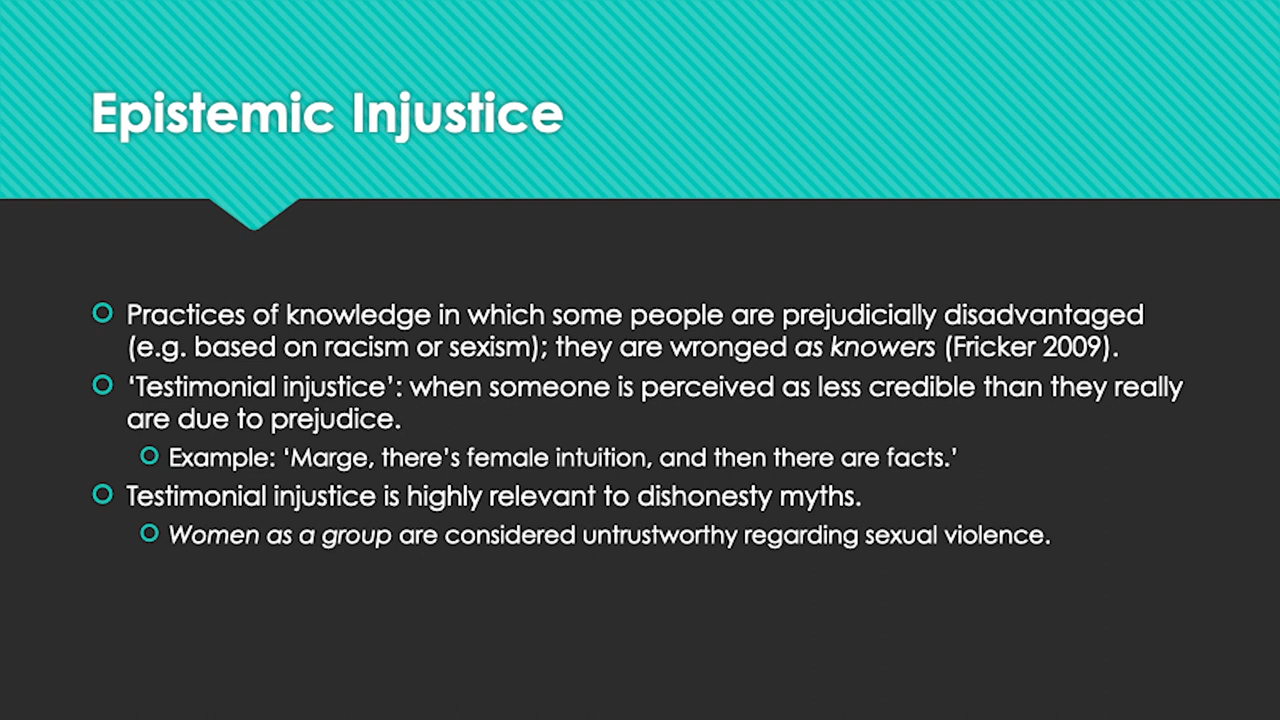 Epistemic Injustice
Practices of knowledge in which some people are prejudicially disadvantaged
(e.g. based on racism or sexism); they are wronged as knowers (Fricker 2009).
‘Testimonial injustice’: when someone is perceived as less credible than they really
are due to prejudice.
Example: ‘Marge, there’s female intuition, and then there are facts.’
Testimonial injustice is highly relevant to dishonesty myths.
Women as a group are considered untrustworthy regarding sexual violence.